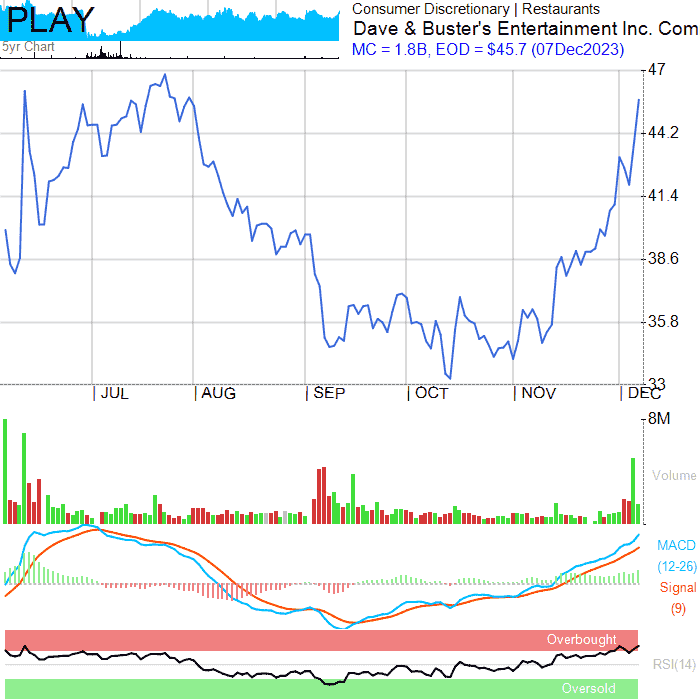 PLAY
5yr Chart
Consumer Discretionary | Restaurants
Dave & Buster's Entertainment Inc. Com
MC = 1.8B, EOD = $45.7 (07Dec2023)
47
44.2
41.4
38.6
35.8
33
JUL
AUG
SEP
OCT
NOV
DEC
8M
Volume
MACD
(12-26)
Signal
(9)
Overbought
RSI(14)
Oversold